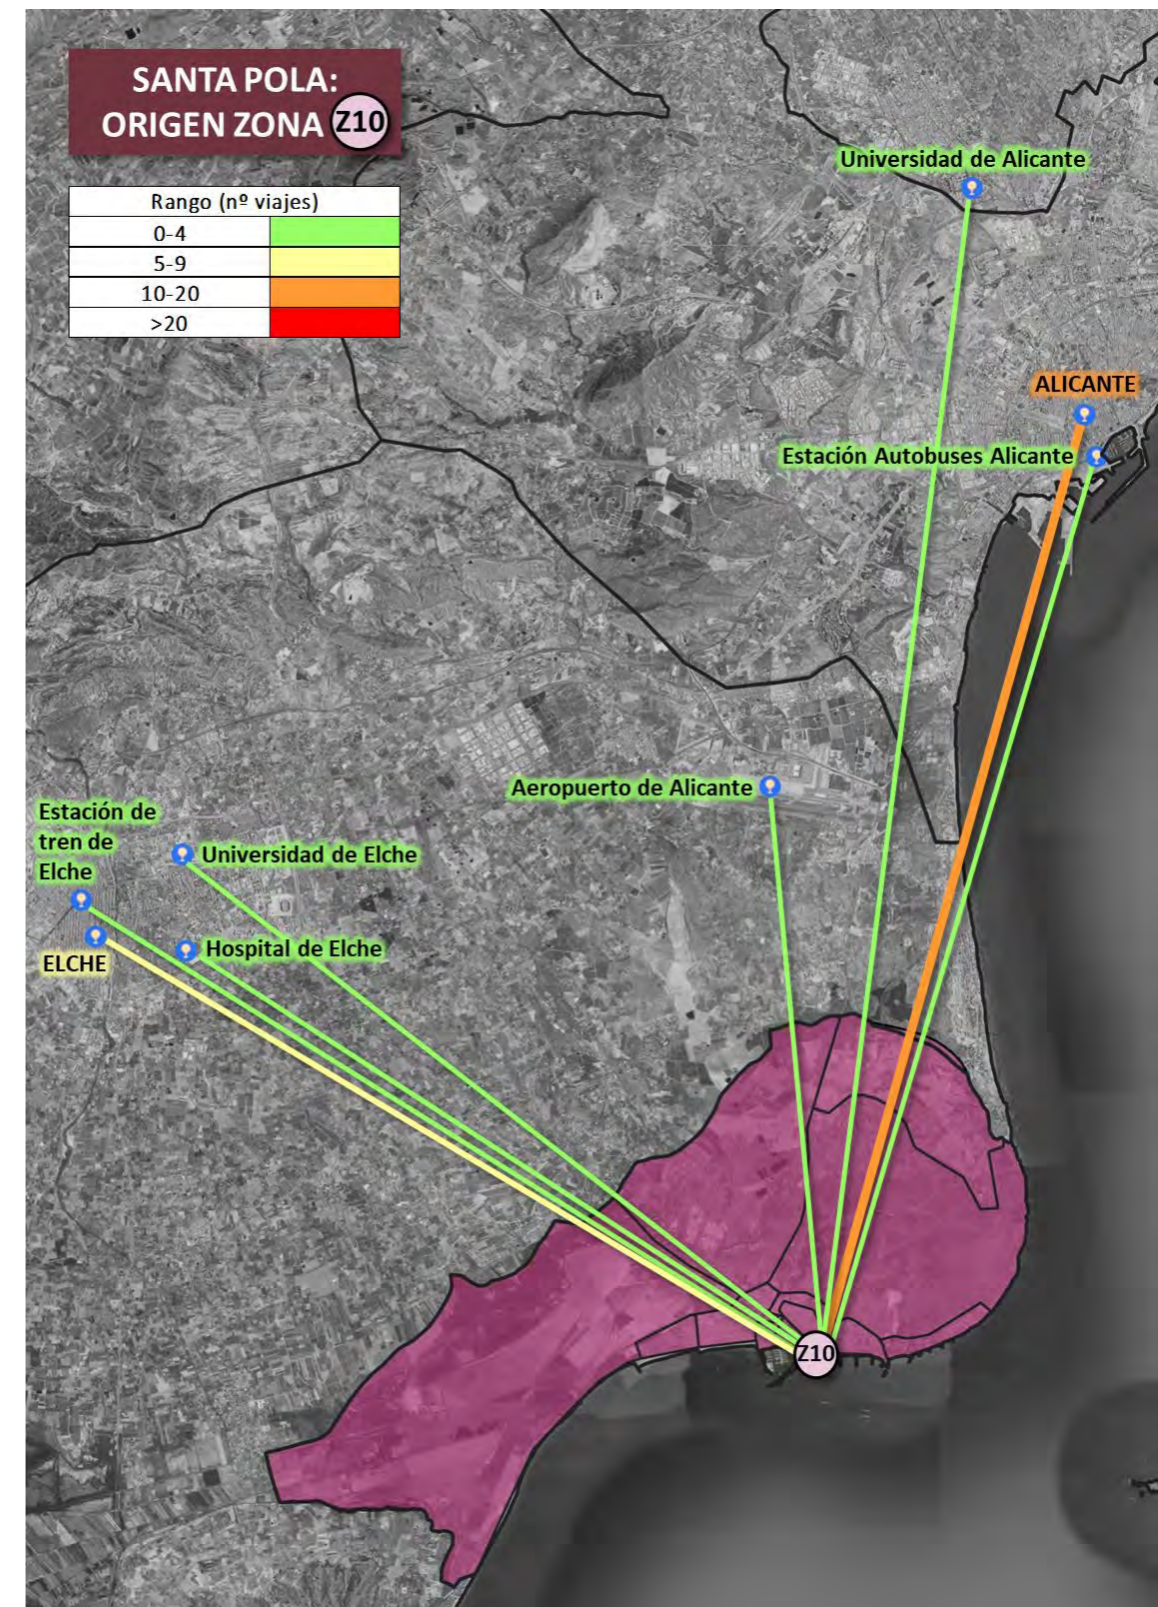 SANTA POLA:
ORIGEN ZONA Z10
Rango (nº viajes)
0-4
5-9
10-20
>20
Universidad de Alicante
ALICANTE
Estación Autobuses Alicante
Aeropuerto de Alicante
Estación de
tren de
Elche
Universidad de Elche
Hospital de Elche
ELCHE
Z10